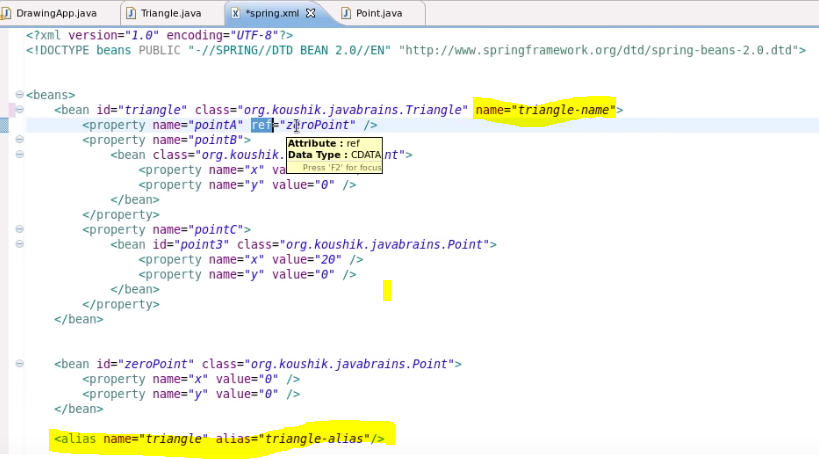 DrawingApp.java Triangle.java *spring.xml Point.java
<?xml version="1.0" encoding="UTF-8"?>
<!DOCTYPE beans PUBLIC "-//SPRING//DTD BEAN 2.0//EN" "http://www.springframework.org/dtd/spring-beans-2.0.dtd">
<beans>
<bean id="triangle" class="org.koushik.javabrains.Triangle" name="triangle-name">
<property name="pointA" ref="zeroPoint" />
<property name="pointB">
<bean class="org.koushik. nt">
Attribute : ref
Data Type : CDATA
Press 'F2' for focus
<property name="x" va
<property name="y" value="0" />
</bean>
</property>
<property name="pointC">
<bean id="point3" class="org.koushik.javabrains.Point">
<property name="x" value="20" />
<property name="y" value="0" />
</bean>
</property>
</bean>
<bean id="zeroPoint" class="org.koushik.javabrains.Point">
<property name="x" value="0" />
<property name="y" value="0" />
</bean>
<alias name="triangle" alias="triangle-alias"/>